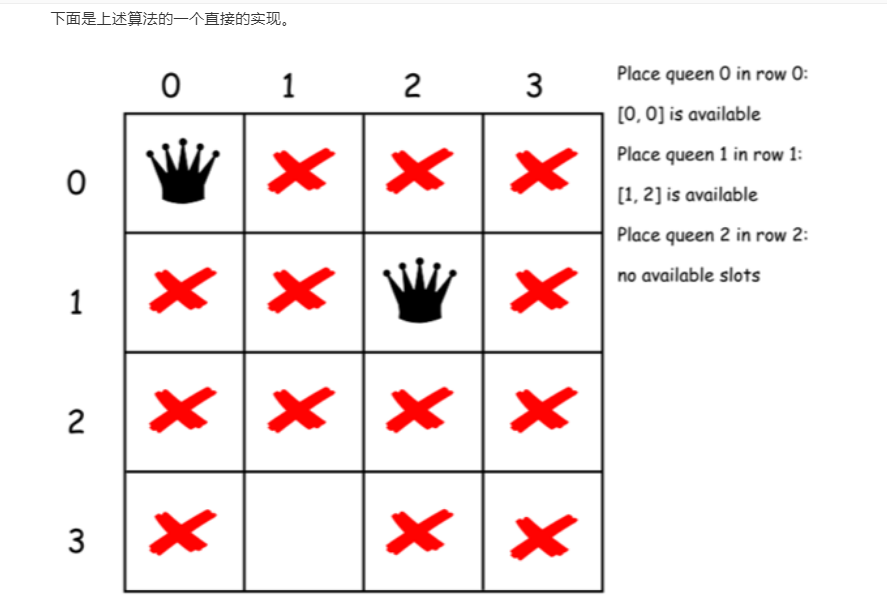 下面是上述算法的一个直接的实现。
0 1 2 3
Place queen 0 in row 0:
[0, 0] is available
Place queen 1 in row 1:
[1, 2] is available
Place queen 2 in row 2:
no available slots
0
1
2
3